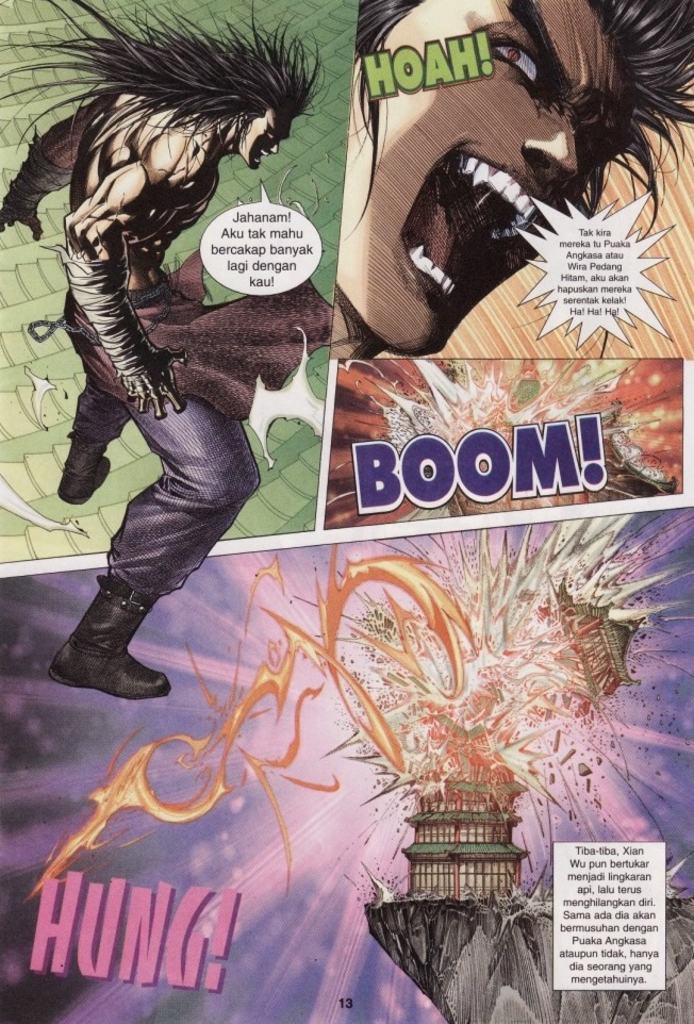 Jahanam!
Aku tak mahu
bercakap banyak
lagi dengan
kau!
HOAH!
Tak kira
mereka tu Puaka
Angkasa atau
Wira Pedang
Hitam, aku akan
hapuskan mereka
serentak kelak!
Ha! Ha! Ha!
BOOM!
HUNG!
Tiba-tiba, Xian
Wu pun bertukar
menjadi lingkaran
api, lalu terus
menghilangkan diri.
Sama ada dia akan
bermusuhan dengan
Puaka Angkasa
ataupun tidak, hanya
dia seorang yang
mengetahuinya.
13